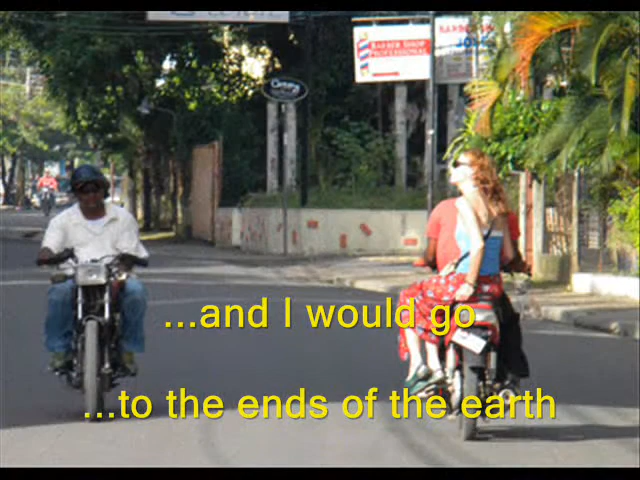 BARBER SHOP
PROFESSIONAL
...and I would go
...to the ends of the earth